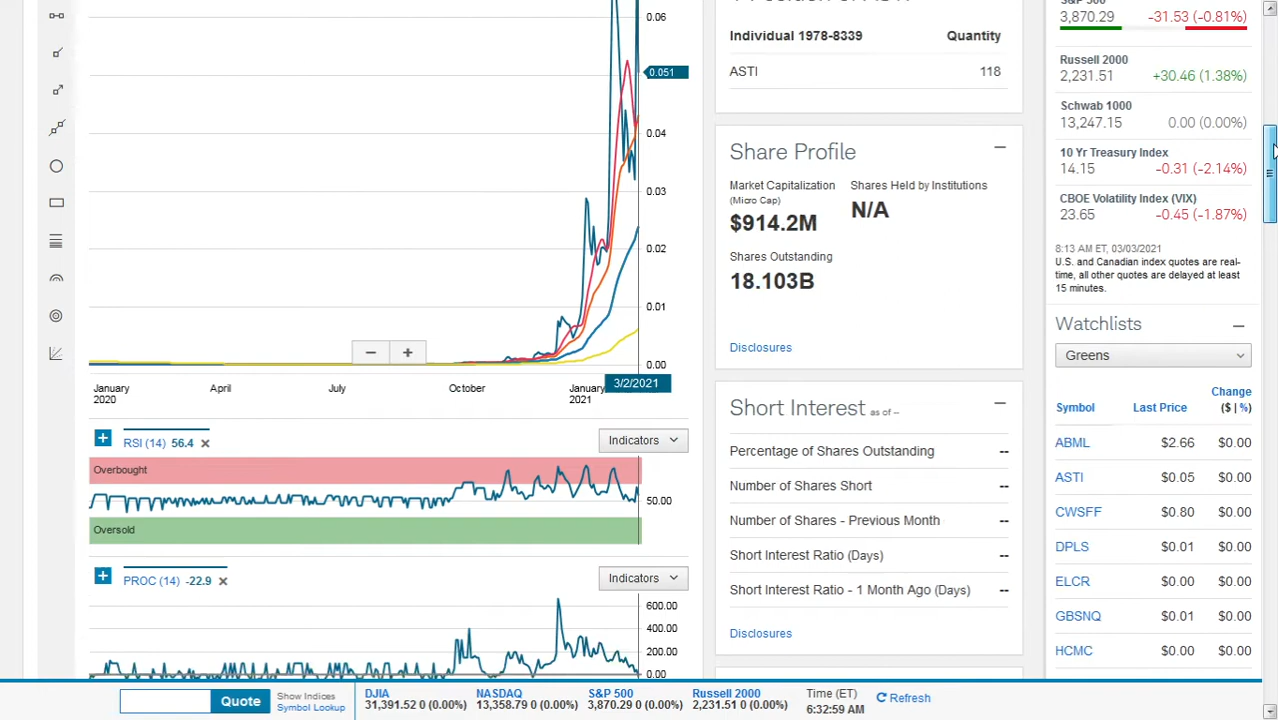 0.06
0.051
0.04
0.03
0.02
0.01
0.00
January
2020
April
July
October
January
2021
3/2/2021
RSI (14) 56.4
Indicators
Overbought
50.00
Oversold
PROC (14) -22.9
Indicators
600.00
400.00
200.00
0.00
Individual 1978-8339 Quantity
ASTI 118
Share Profile
Market Capitalization
(Micro Cap)
$914.2M
Shares Held by Institutions
N/A
Shares Outstanding
18.103B
Disclosures
Short Interest as of --
Percentage of Shares Outstanding --
Number of Shares Short --
Number of Shares - Previous Month --
Short Interest Ratio (Days) --
Short Interest Ratio - 1 Month Ago (Days) --
Disclosures
S&P 500
3,870.29 -31.53 (-0.81%)
Russell 2000
2,231.51 +30.46 (1.38%)
Schwab 1000
13,247.15 0.00 (0.00%)
10 Yr Treasury Index
14.15 -0.31 (-2.14%)
CBOE Volatility Index (VIX)
23.65 -0.45 (-1.87%)
8:13 AM ET, 03/03/2021
U.S. and Canadian index quotes are real-
time, all other quotes are delayed at least
15 minutes.
Watchlists
Greens
Symbol Last Price Change
($ | %)
ABML $2.66 $0.00
ASTI $0.05 $0.00
CWSFF $0.80 $0.00
DPLS $0.01 $0.00
ELCR $0.00 $0.00
GBSNQ $0.01 $0.00
HCMC $0.00 $0.00
Quote
Show Indices
Symbol Lookup
DJIA
31,391.52 0 (0.00%)
NASDAQ
13,358.79 0 (0.00%)
S&P 500
3,870.29 0 (0.00%)
Russell 2000
2,231.51 0 (0.00%)
Time (ET)
6:32:59 AM
Refresh